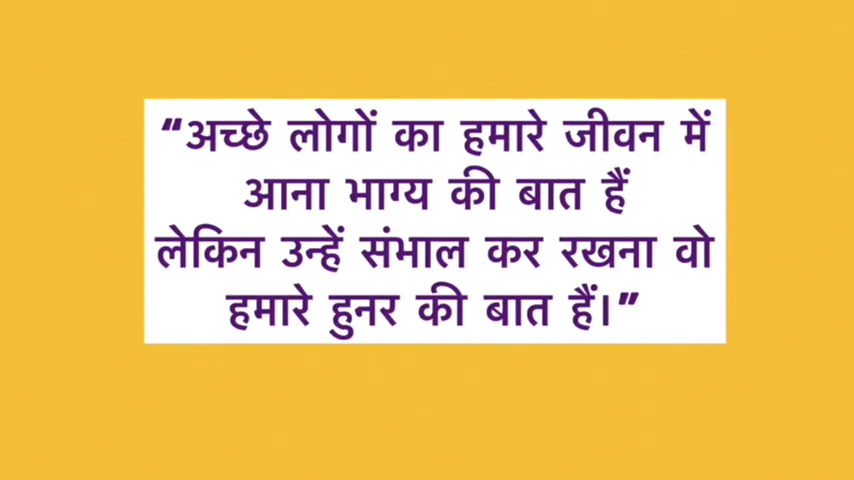 “अच्छे लोगों का हमारे जीवन में
आना भाग्य की बात हैं
लेकिन उन्हें संभाल कर रखना वो
हमारे हुनर की बात हैं।”